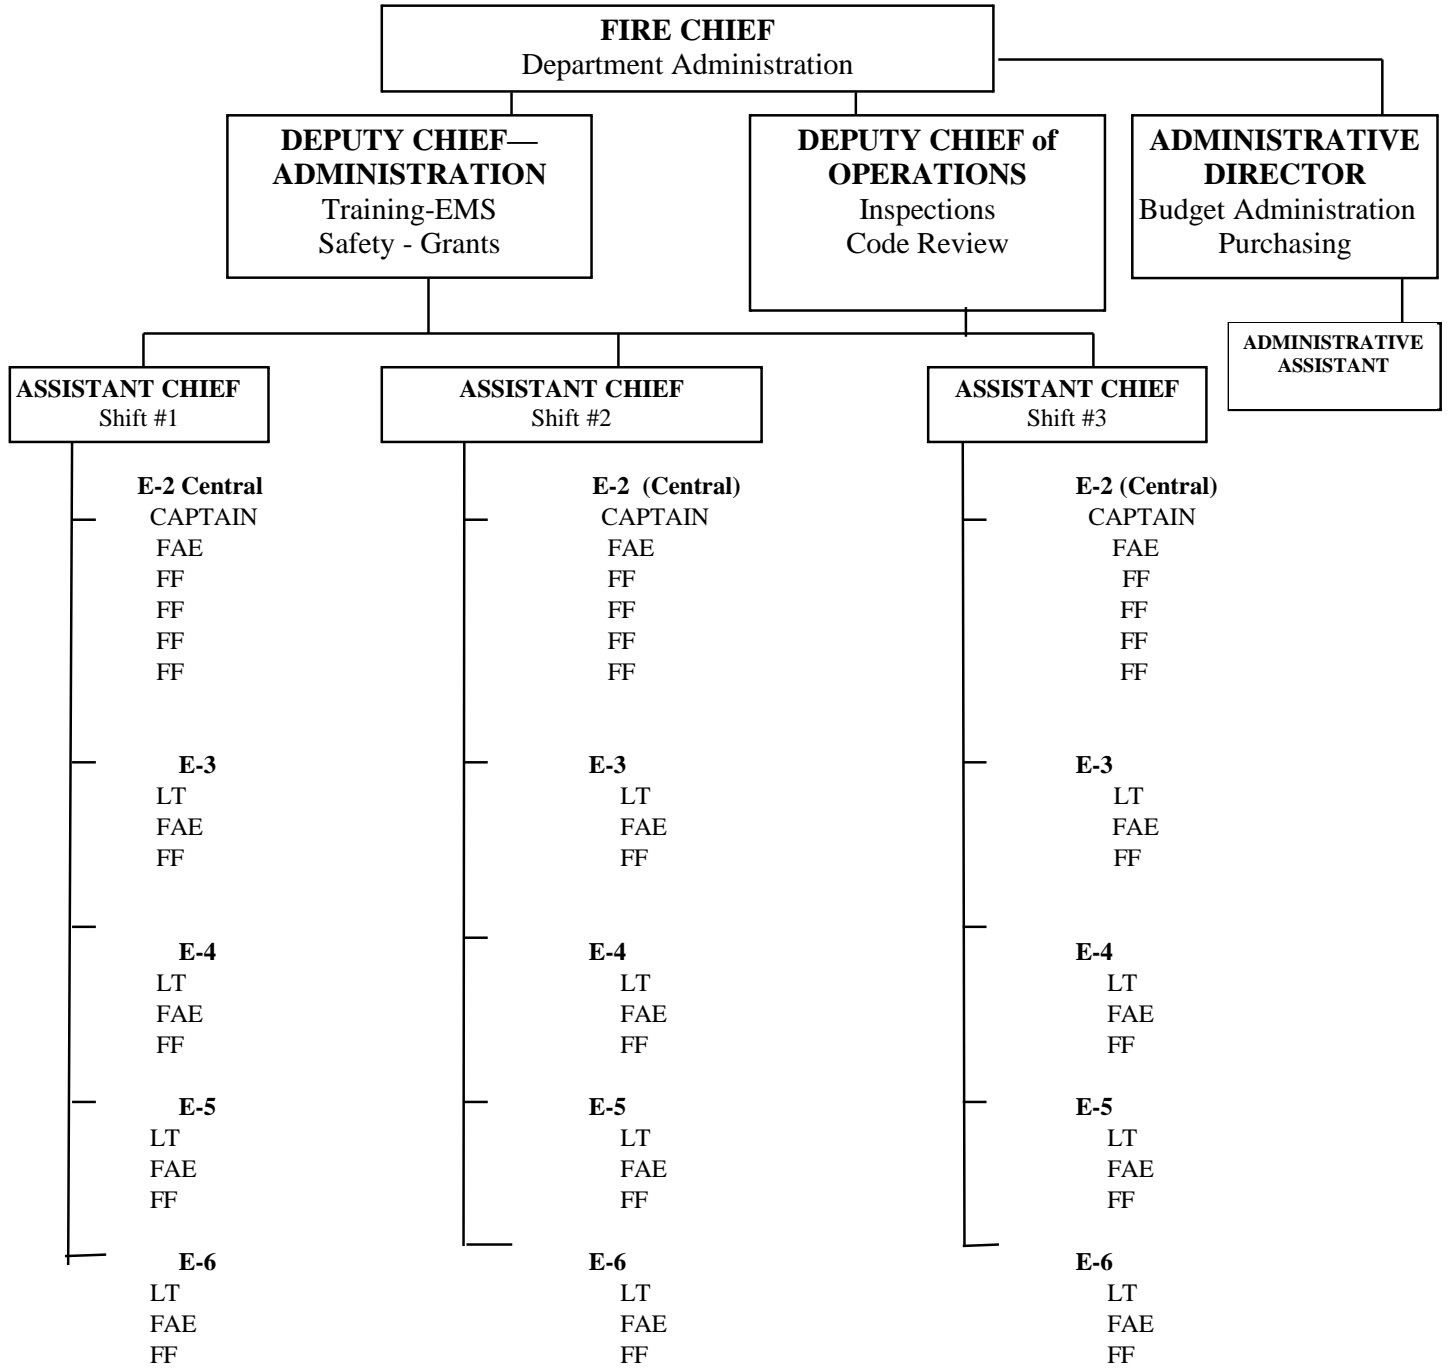 FIRE CHIEF
Department Administration
DEPUTY CHIEF—
ADMINISTRATION
Training-EMS
Safety - Grants
DEPUTY CHIEF of
OPERATIONS
Inspections
Code Review
ADMINISTRATIVE
DIRECTOR
Budget Administration
Purchasing
ADMINISTRATIVE
ASSISTANT
ASSISTANT CHIEF
Shift #1
E-2 Central
CAPTAIN
FAE
FF
FF
FF
FF
E-3
LT
FAE
FF
E-4
LT
FAE
FF
E-5
LT
FAE
FF
E-6
LT
FAE
FF
ASSISTANT CHIEF
Shift #2
E-2 (Central)
CAPTAIN
FAE
FF
FF
FF
FF
E-3
LT
FAE
FF
E-4
LT
FAE
FF
E-5
LT
FAE
FF
E-6
LT
FAE
FF
ASSISTANT CHIEF
Shift #3
E-2 (Central)
CAPTAIN
FAE
FF
FF
FF
FF
E-3
LT
FAE
FF
E-4
LT
FAE
FF
E-5
LT
FAE
FF
E-6
LT
FAE
FF